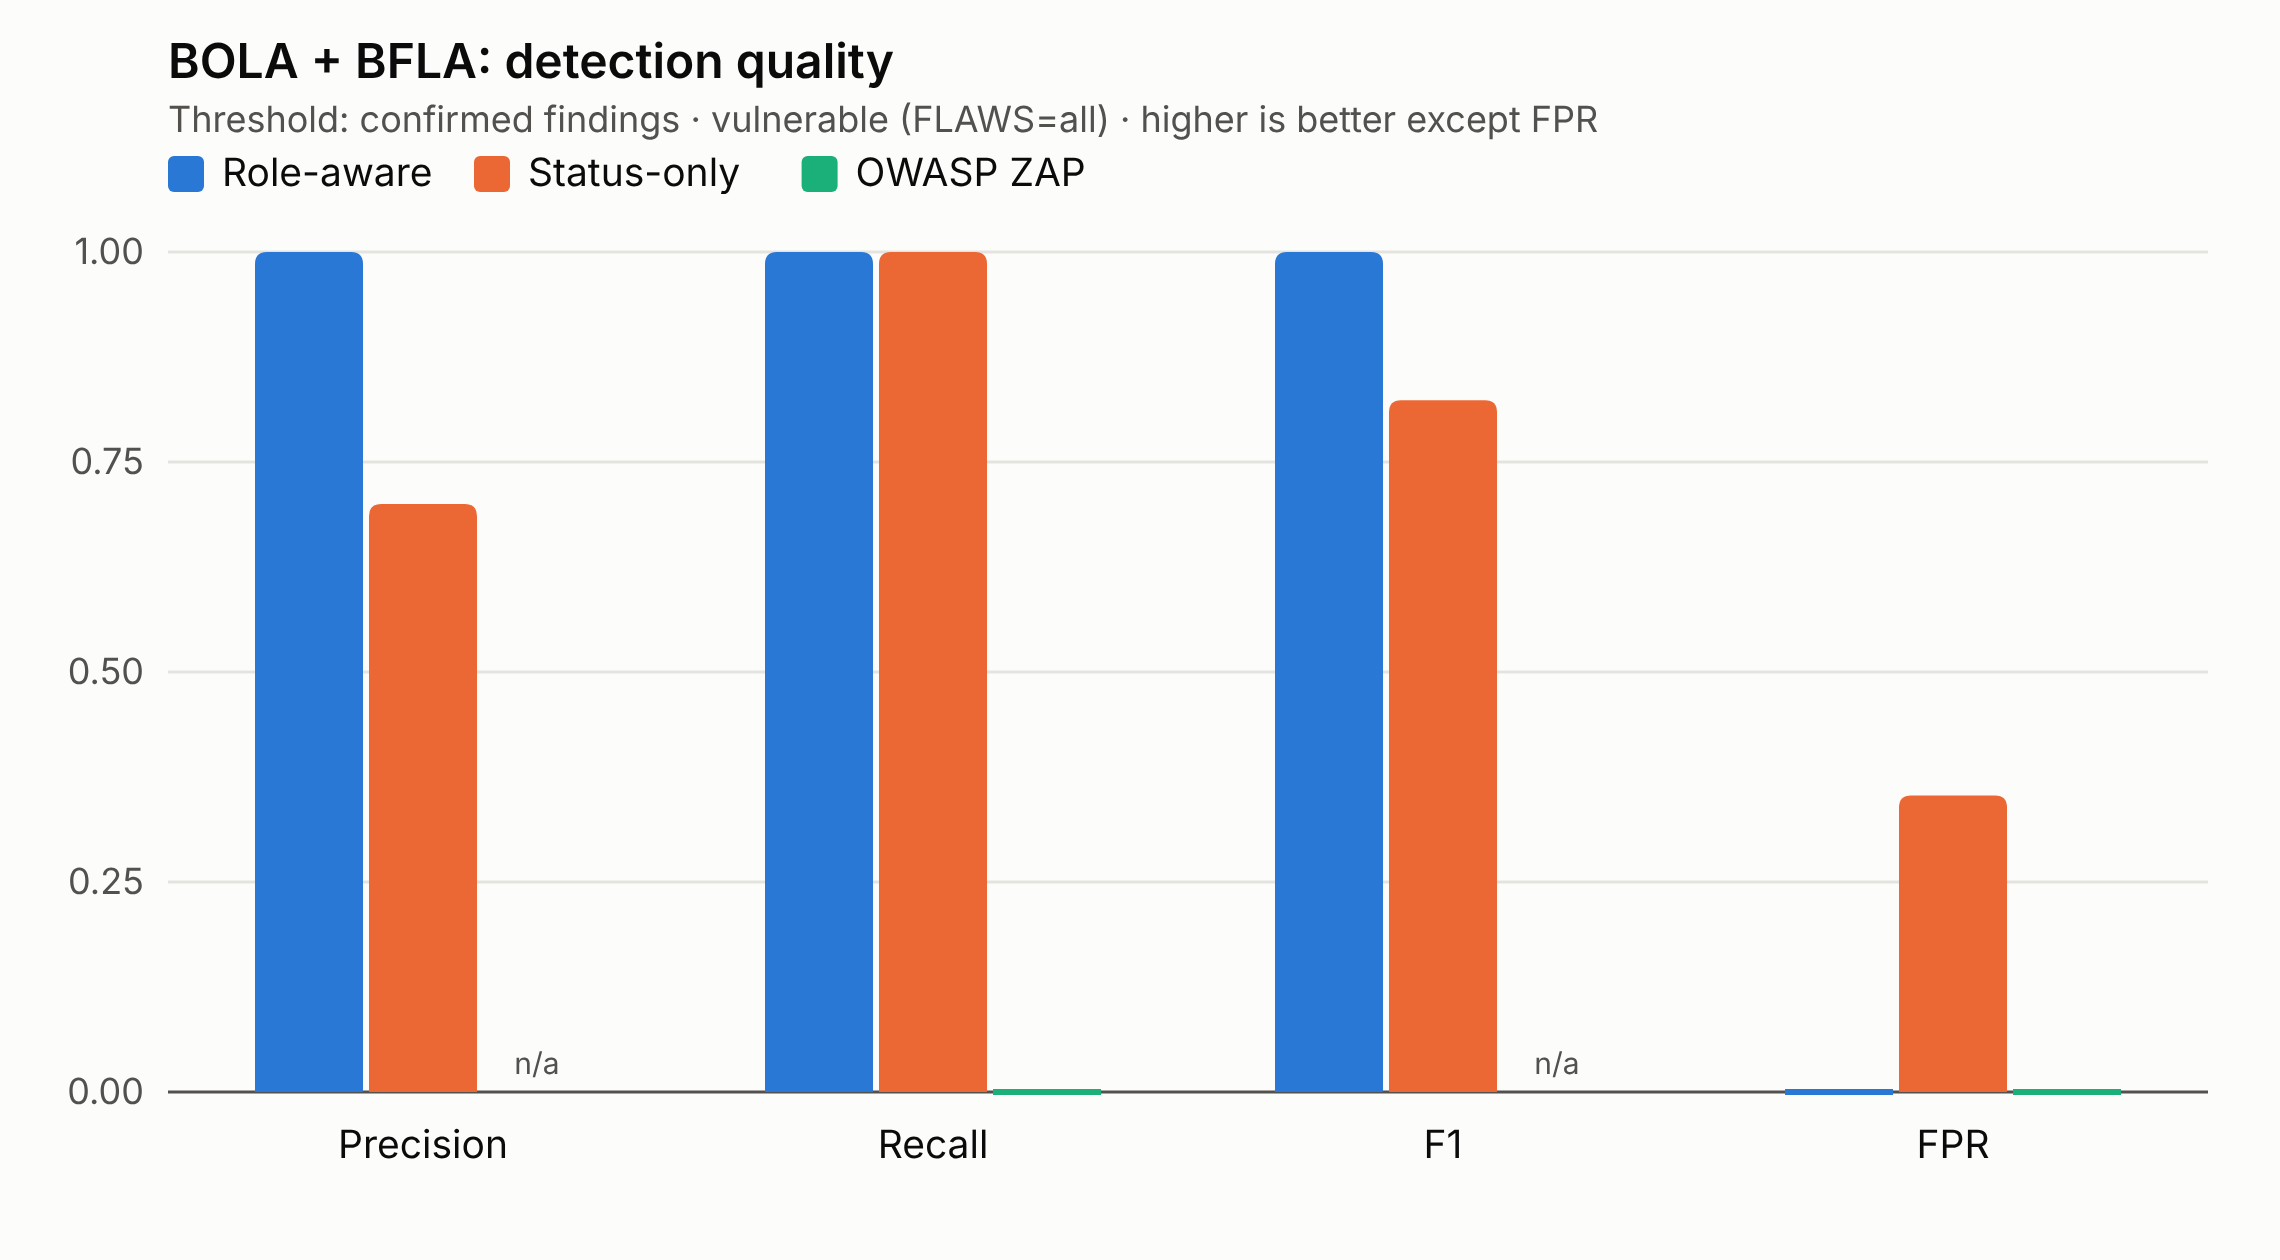 BOLA + BFLA: detection quality
Threshold: confirmed findings · vulnerable (FLAWS=all) · higher is better except FPR
Role-aware Status-only OWASP ZAP
1.00
0.75
0.50
0.25
0.00
n/a n/a
Precision Recall F1 FPR